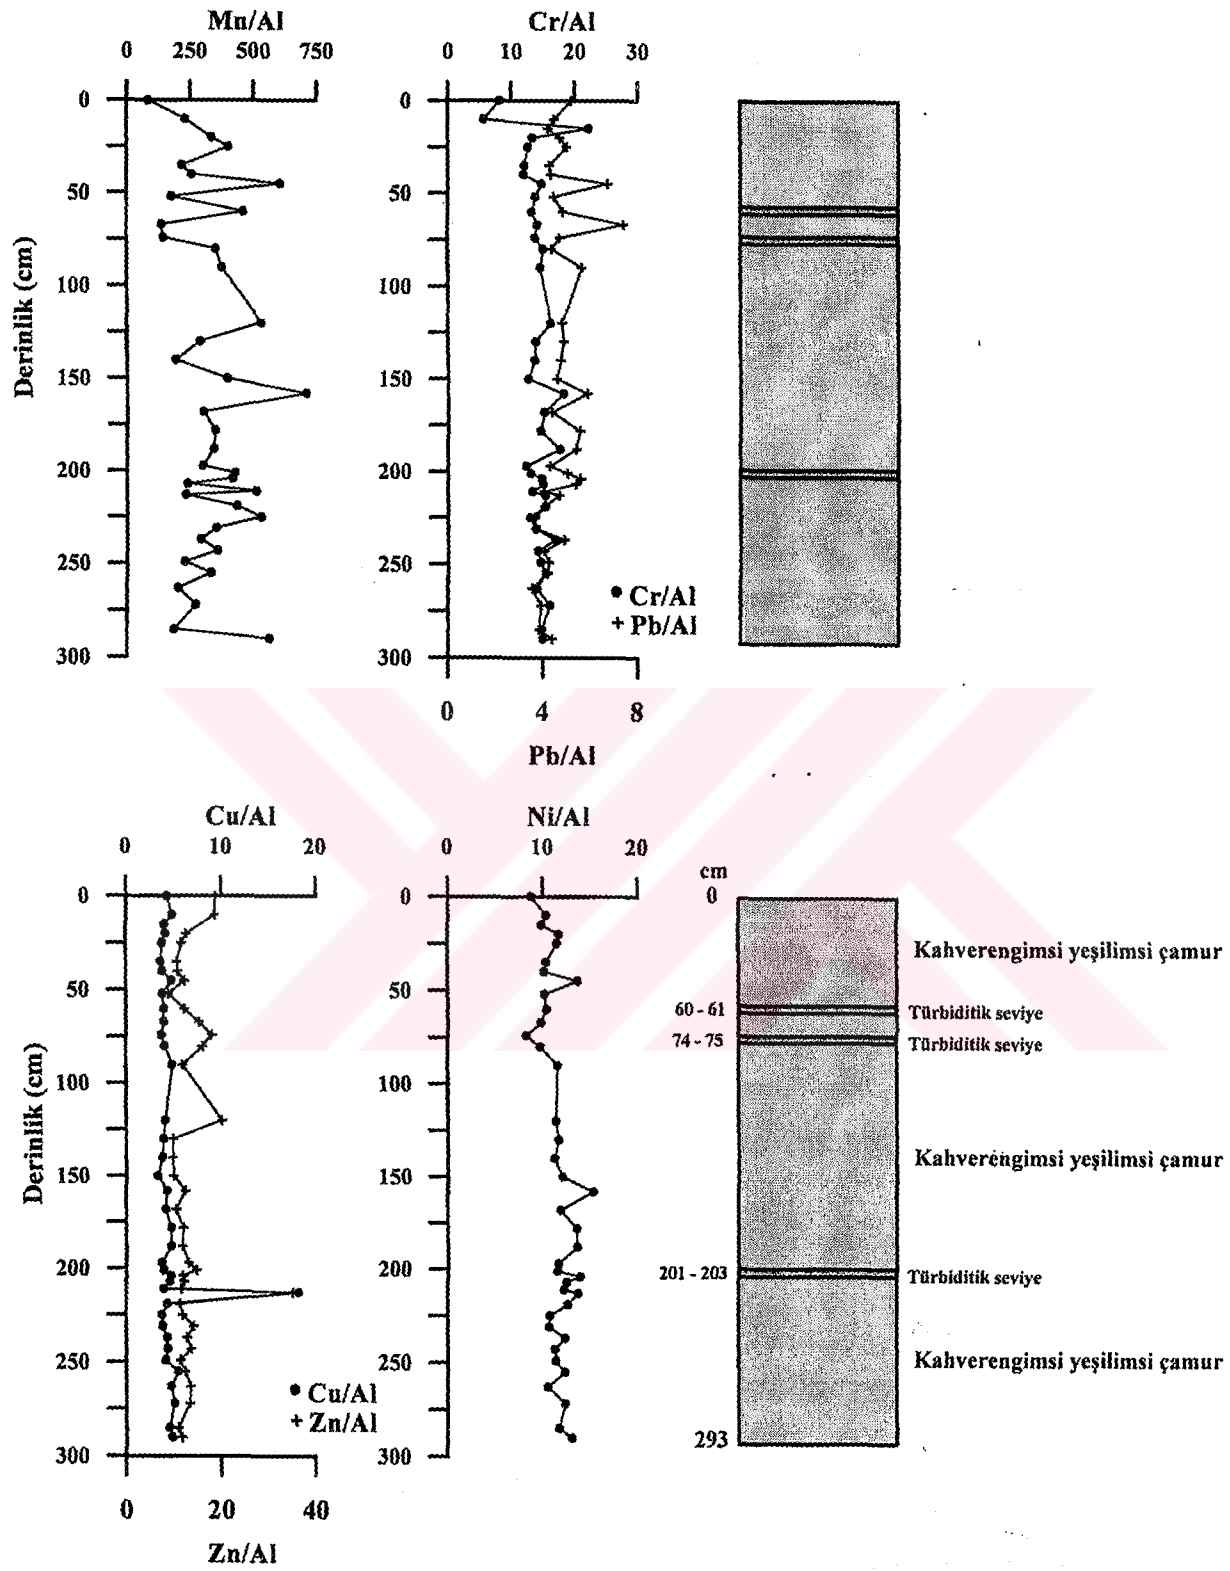 Mn/Al
0 250 500 750
Cr/Al
0 10 20 30
0
50
100
150
200
250
300
Derinlik (cm)
0
50
100
150
200
250
300
Cr/Al
+ Pb/Al
0 4 8
Pb/Al
Cu/Al
0 10 20
Ni/Al
0 10 20
0
50
100
150
200
250
300
Derinlik (cm)
Cu/Al
+ Zn/Al
0 20 40
Zn/Al
0
50
100
150
200
250
300
cm
0
Kahverengimsi yeşilimsi çamur
60 - 61 Türbiditik seviye
74 - 75 Türbiditik seviye
Kahverengimsi yeşilimsi çamur
201 - 203 Türbiditik seviye
Kahverengimsi yeşilimsi çamur
293